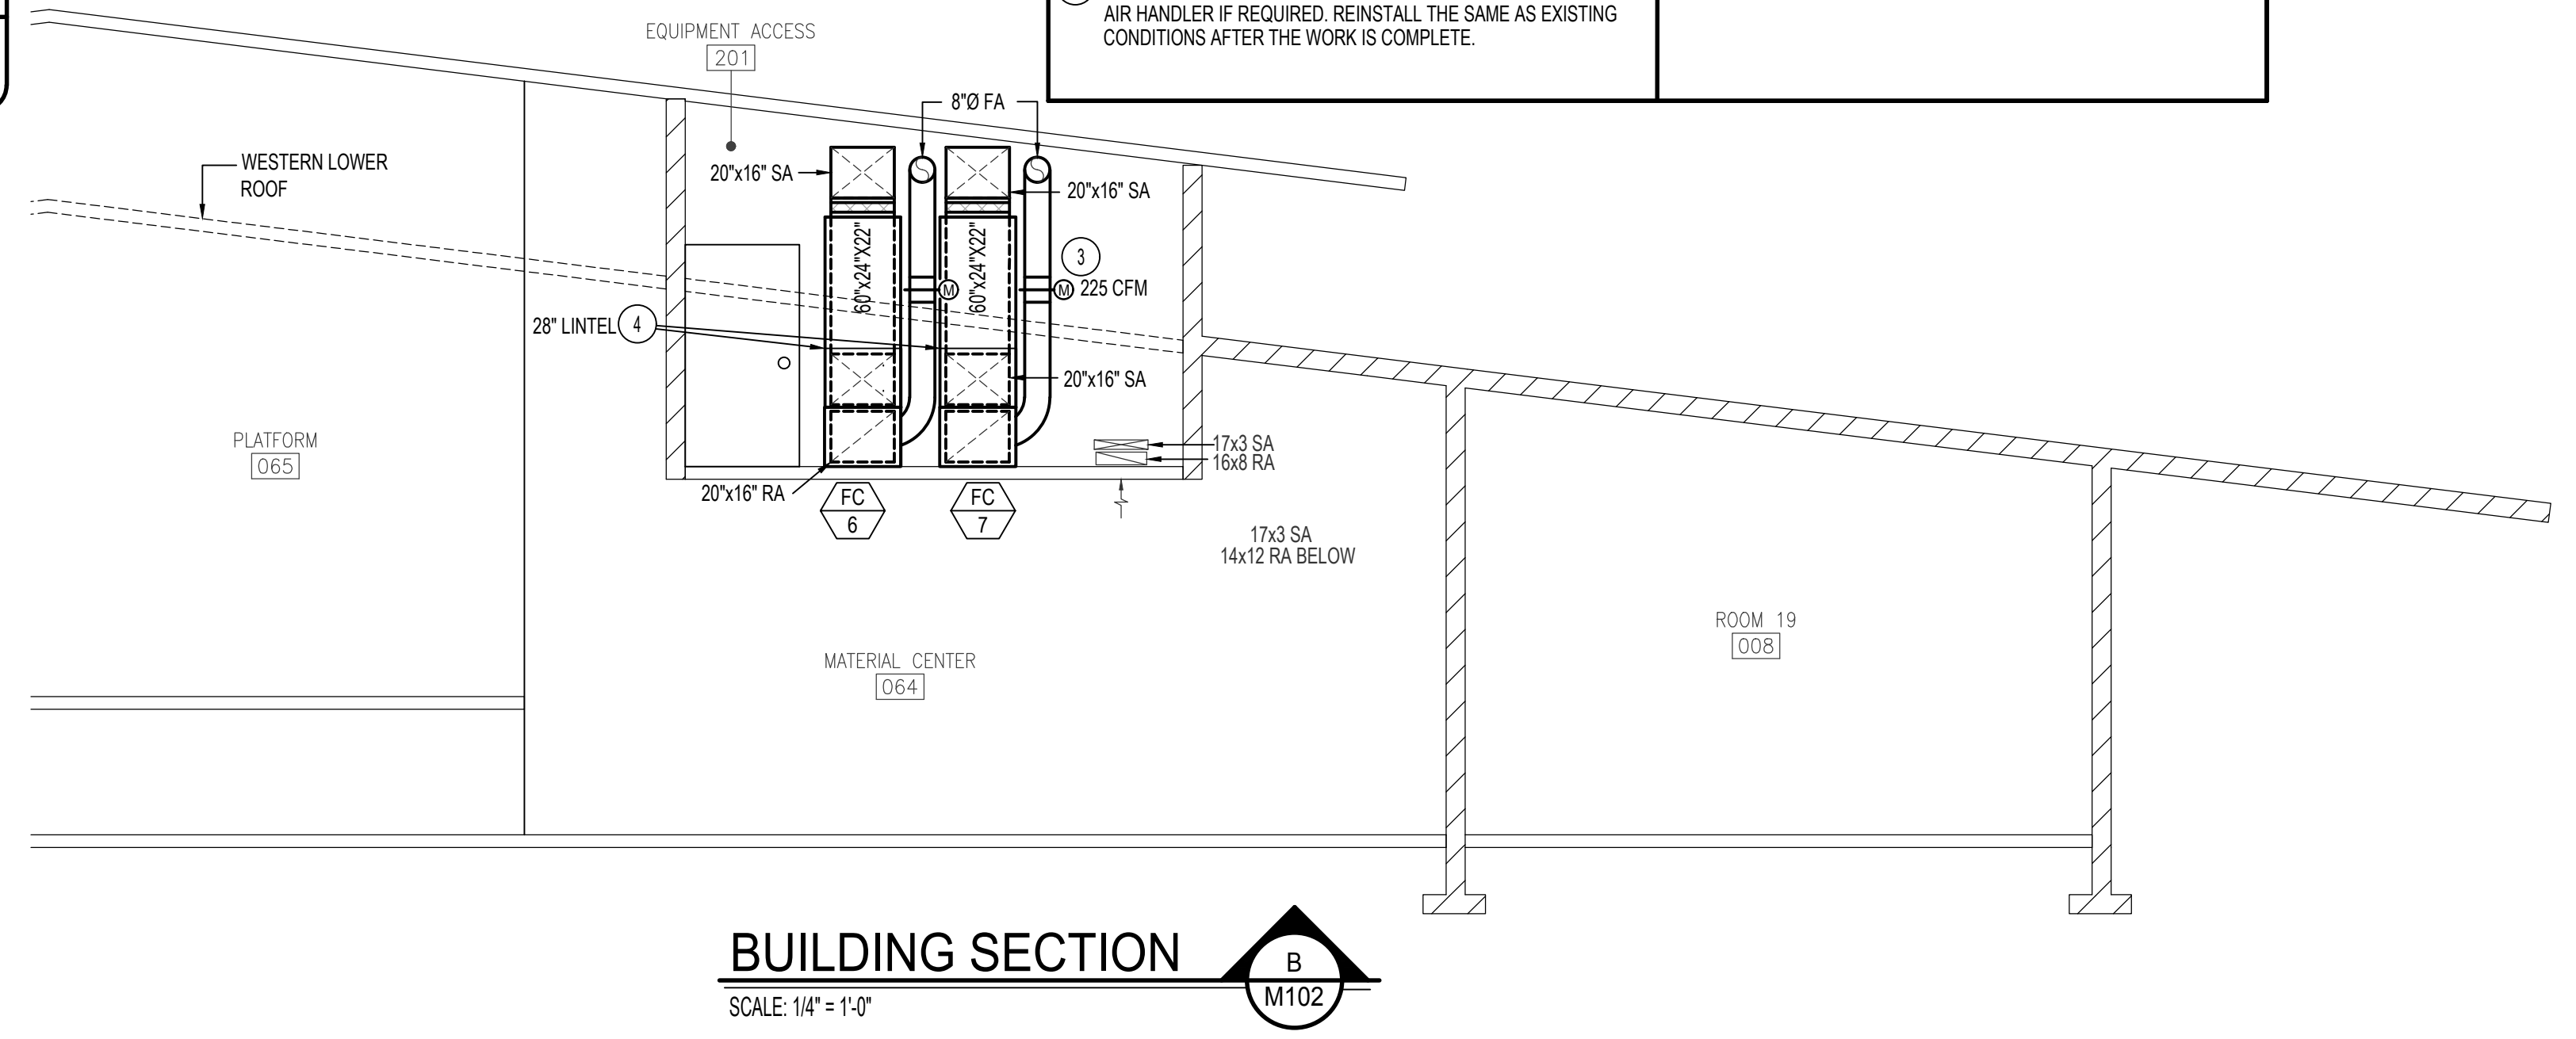 AIR HANDLER IF REQUIRED. REINSTALL THE SAME AS EXISTING
CONDITIONS AFTER THE WORK IS COMPLETE.
EQUIPMENT ACCESS
201
8"Ø FA
WESTERN LOWER
ROOF
20"x16" SA
20"x16" SA
60"x24"X22"
60"x24"X22"
3
M
M
225 CFM
28" LINTEL
4
20"x16" SA
PLATFORM
065
17x3 SA
16x8 RA
20"x16" RA
FC
6
FC
7
17x3 SA
14x12 RA BELOW
ROOM 19
008
MATERIAL CENTER
064
BUILDING SECTION
SCALE: 1/4" = 1'-0"
B
M102